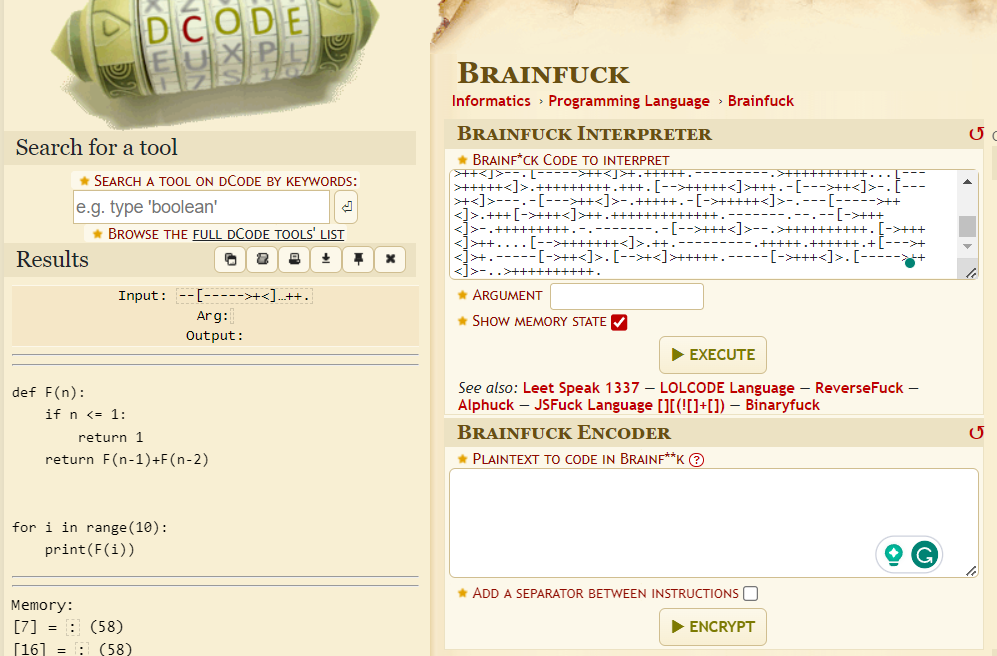 DCODE
Search for a tool
★ Search a tool on dCode by keywords:
e.g. type 'boolean'
★ Browse the full dCode tools' list
Results
Input: --[----->+<]…++.
Arg:
Output:
def F(n):
    if n <= 1:
        return 1
    return F(n-1)+F(n-2)
for i in range(10):
    print(F(i))
Memory:
[7] = : (58)
[16] = : (58)
Brainfuck
Informatics › Programming Language › Brainfuck
Brainfuck Interpreter
★ Brainf*ck Code to interpret
>++<]>--.[----->++<]>+.+++++.---------.>++++++++++...[---
>+++++<]>.+++++++++.+++.[-->+++++<]>+++.-[--->++<]>-.[---
<]>.+++[->+++<]>++.+++++++++++++.-------.--.--[->+++
★ Argument
★ Show memory state
▶ EXECUTE
See also: Leet Speak 1337 — LOLCODE Language — ReverseFuck —
Alphuck — JSFuck Language [][(![]+[]) — Binaryfuck
Brainfuck Encoder
★ Plaintext to code in Brainf**k ?
★ Add a separator between instructions
▶ ENCRYPT